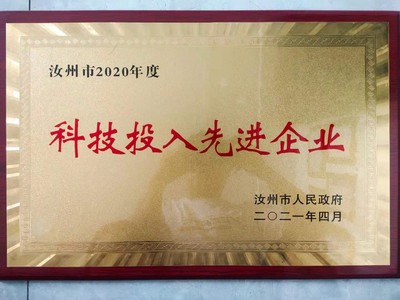 汝州市2020年度
科技投入先进企业
汝州市人民政府
二〇二一年四月